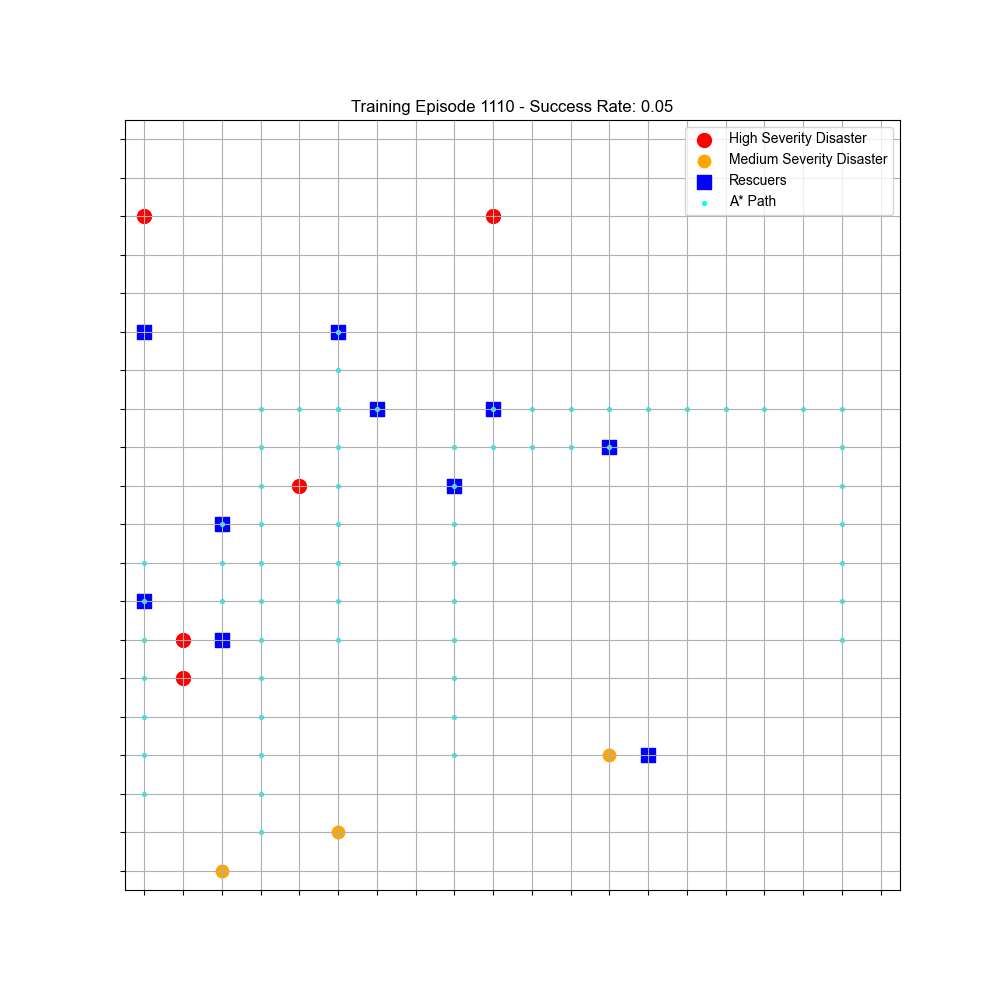 Training Episode 1110 - Success Rate: 0.05
High Severity Disaster
Medium Severity Disaster
Rescuers
A* Path